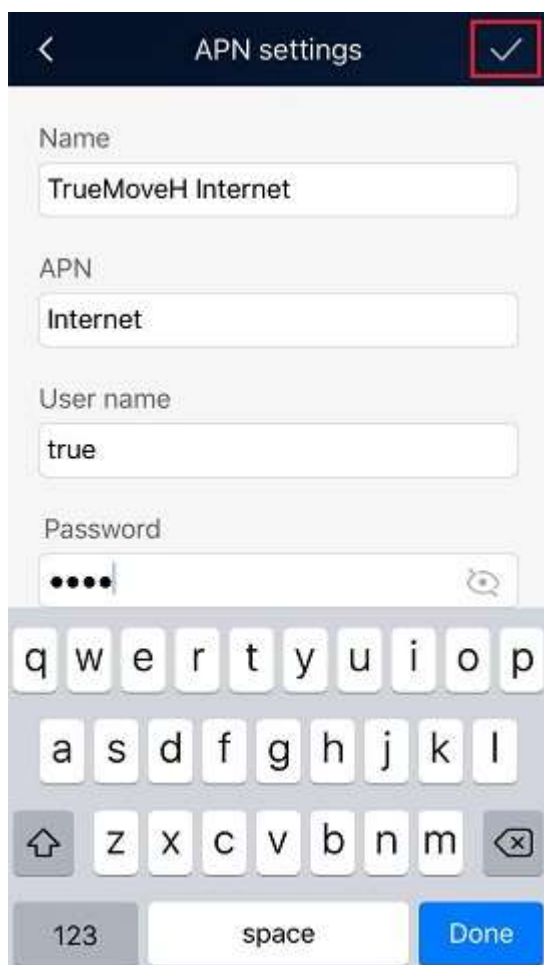 APN settings
Name
TrueMoveH Internet
APN
Internet
User name
true
Password
••••
q w e r t y u i o p
a s d f g h j k l
z x c v b n m
123 space Done